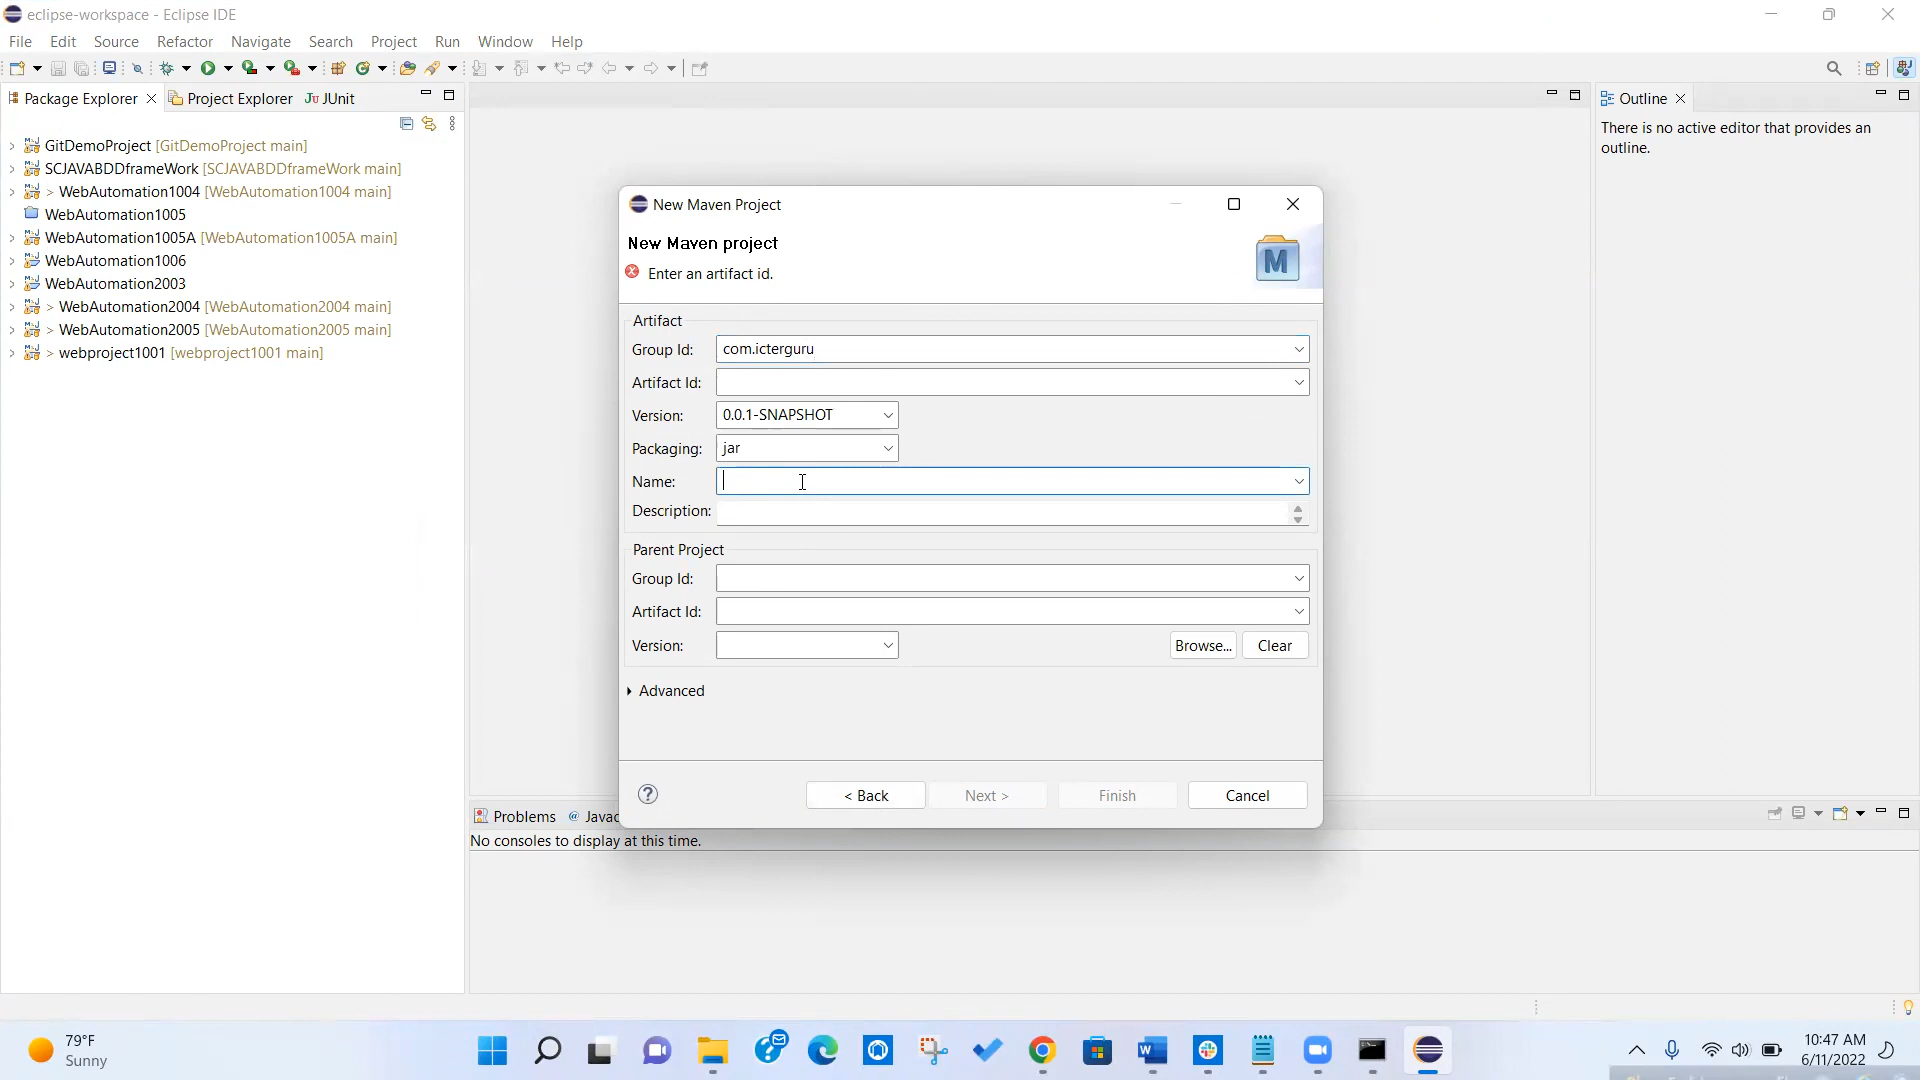 eclipse-workspace - Eclipse IDE
File Edit Source Refactor Navigate Search Project Run Window Help
Package Explorer Project Explorer JUnit
Outline
There is no active editor that provides an
outline.
GitDemoProject [GitDemoProject main]
SCJAVABDDframeWork [SCJAVABDDframeWork main]
> WebAutomation1004 [WebAutomation1004 main]
WebAutomation1005
WebAutomation1005A [WebAutomation1005A main]
WebAutomation1006
WebAutomation2003
> WebAutomation2004 [WebAutomation2004 main]
> WebAutomation2005 [WebAutomation2005 main]
> webproject1001 [webproject1001 main]
New Maven Project
New Maven project
Enter an artifact id.
Artifact
Group Id: com.icterguru
Artifact Id:
Version: 0.0.1-SNAPSHOT
Packaging: jar
Name:
Description:
Parent Project
Group Id:
Artifact Id:
Version: Browse... Clear
Advanced
< Back Next > Finish Cancel
Problems @ Javac
No consoles to display at this time.
79°F
Sunny
10:47 AM
6/11/2022